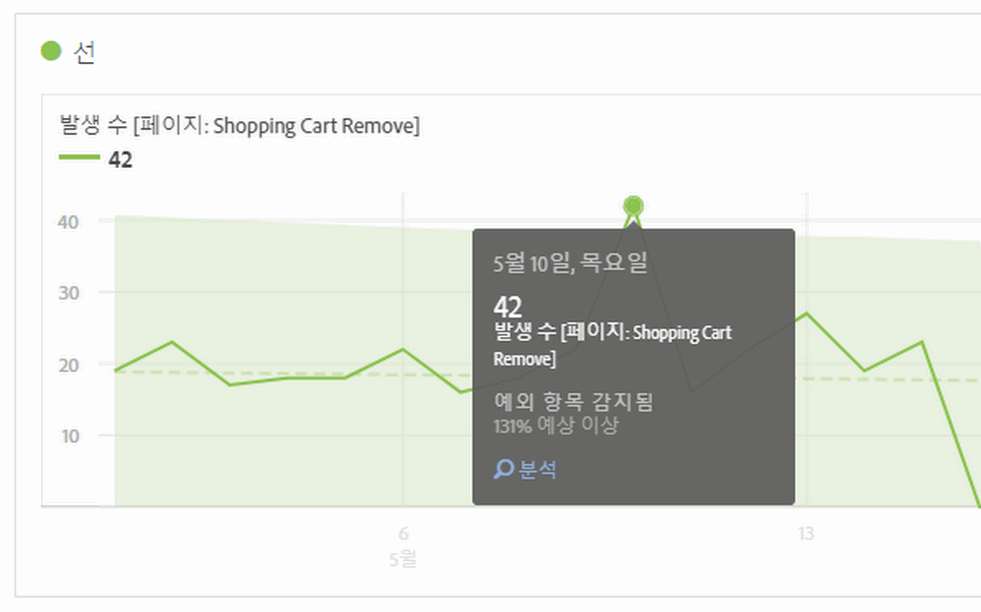 선
발생 수 [페이지: Shopping Cart Remove]
42
40
30
20
10
5월 10일, 목요일
42
발생 수 [페이지: Shopping Cart
Remove]
예외 항목 감지됨
131% 예상 이상
분석
6
13
5월